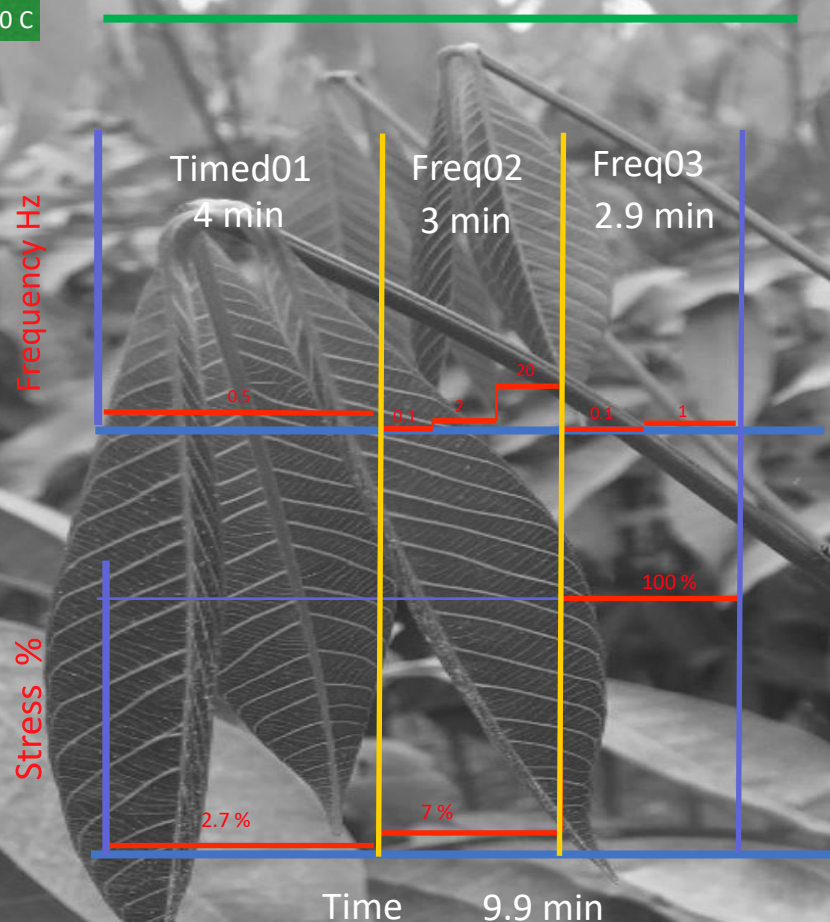 0 C
Timed01
4 min
Freq02
3 min
Freq03
2.9 min
Frequency Hz
0.5
0.1
2
20
0.1
1
100 %
Stress %
2.7 %
7 %
Time 9.9 min